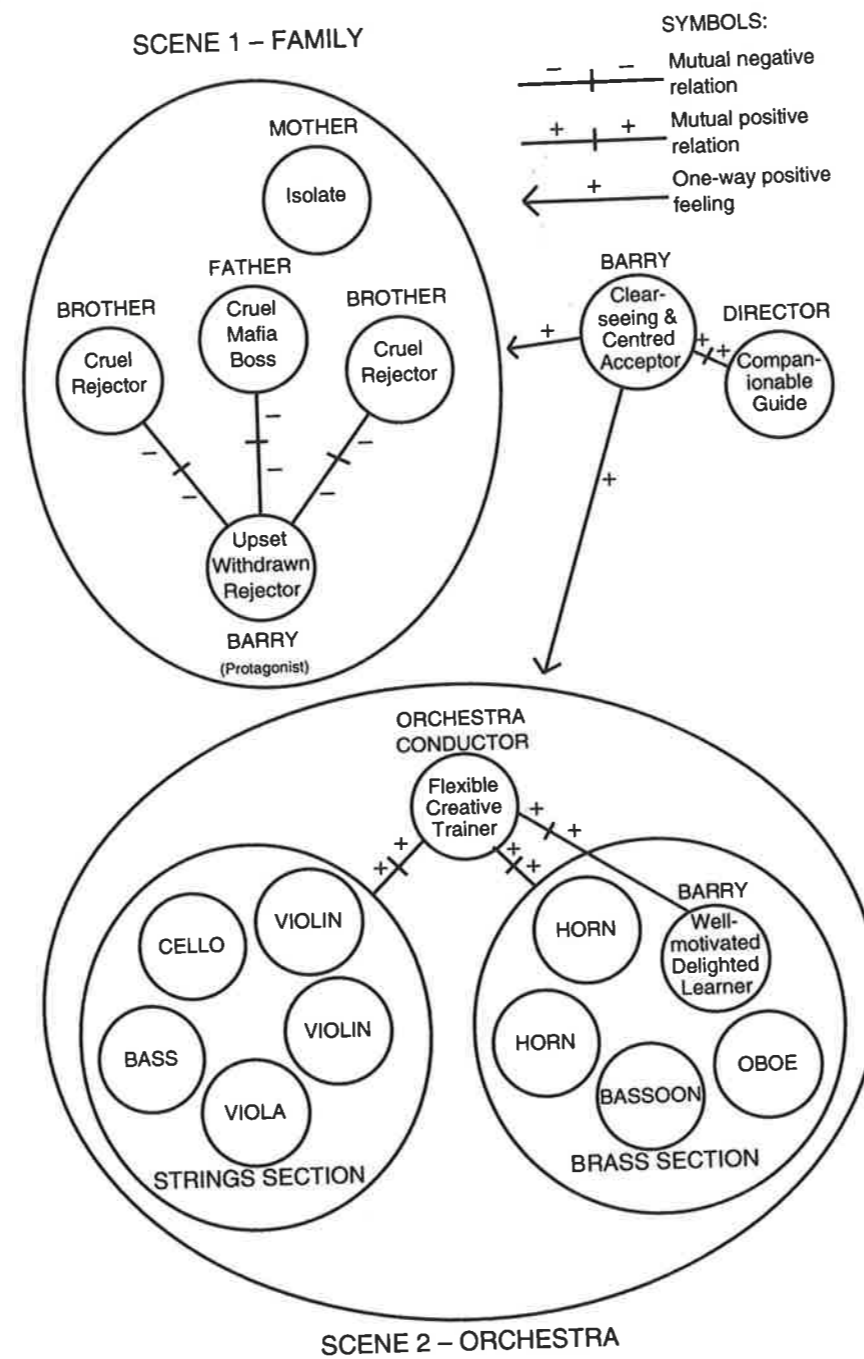 SCENE 1 – FAMILY
SYMBOLS:
– –
Mutual negative
relation
+ +
Mutual positive
relation
+
One-way positive
feeling
MOTHER
Isolate
FATHER
Cruel
Mafia
Boss
BROTHER
Cruel
Rejector
BROTHER
Cruel
Rejector
–
–
–
–
–
–
Upset
Withdrawn
Rejector
BARRY
(Protagonist)
BARRY
Clear-
seeing &
Centred
Acceptor
+
+
+
DIRECTOR
Compan-
ionable
Guide
+
ORCHESTRA
CONDUCTOR
Flexible
Creative
Trainer
+
+
+
+
+
+
CELLO
VIOLIN
VIOLIN
BASS
VIOLA
STRINGS SECTION
HORN
BARRY
Well-
motivated
Delighted
Learner
HORN
BASSOON
OBOE
BRASS SECTION
SCENE 2 – ORCHESTRA